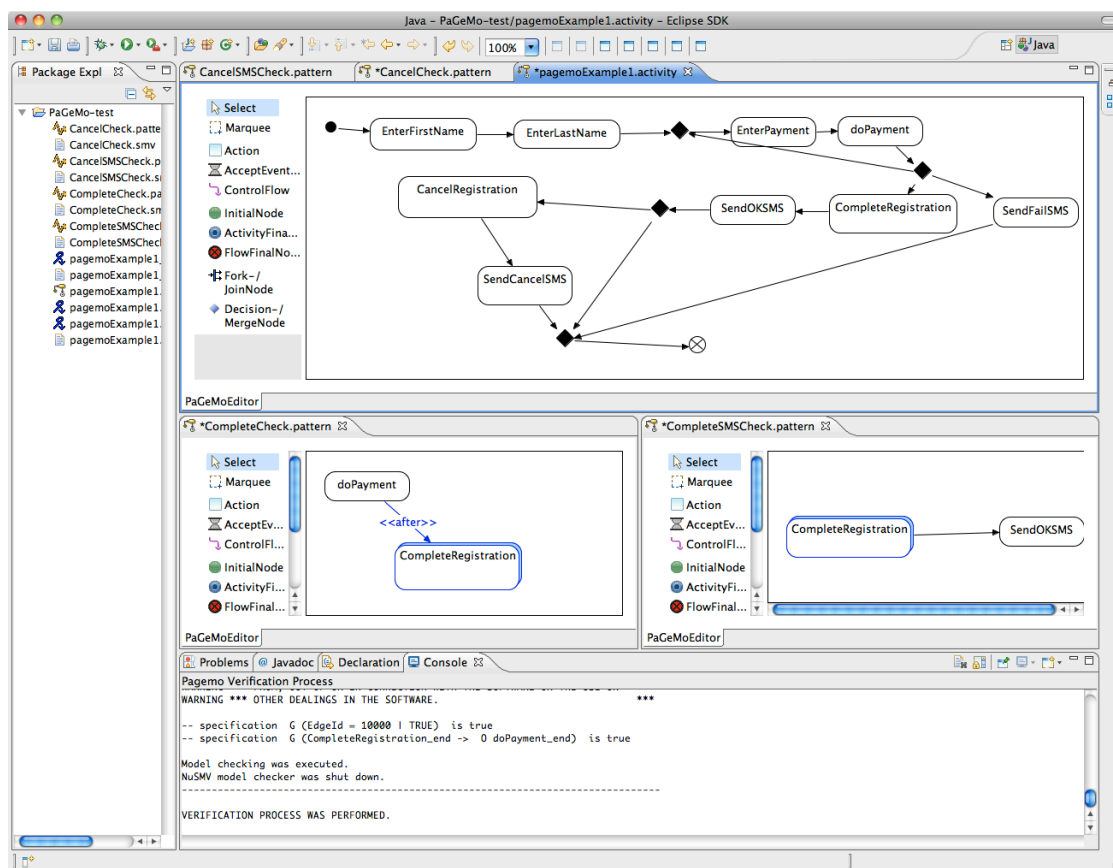 Java - PaGeMo-test/pagemoExample1.activity - Eclipse SDK
100%
Java
Package Expl
PaGeMo-test
CancelCheck.patte
CancelCheck.smv
CancelSMSCheck.p
CancelSMSCheck.s
CompleteCheck.pa
CompleteCheck.sm
CompleteSMSChec
CompleteSMSChec
pagemoExample1_
pagemoExample1_
pagemoExample1.
pagemoExample1.
pagemoExample1.
pagemoExample1.
CancelSMSCheck.pattern
*CancelCheck.pattern
*pagemoExample1.activity
Select
Marquee
Action
AcceptEvent...
ControlFlow
InitialNode
ActivityFina...
FlowFinalNo...
Fork-/
JoinNode
Decision-/
MergeNode
EnterFirstName
EnterLastName
EnterPayment
doPayment
CancelRegistration
SendOKSMS
CompleteRegistration
SendFailSMS
SendCancelSMS
PaGeMoEditor
*CompleteCheck.pattern
Select
Marquee
Action
AcceptEv...
ControlFl...
InitialNode
ActivityFi...
FlowFinal...
doPayment
<<after>>
CompleteRegistration
PaGeMoEditor
*CompleteSMSCheck.pattern
Select
Marquee
Action
AcceptEv...
ControlFl...
InitialNode
ActivityFi...
FlowFinal...
CompleteRegistration
SendOKSMS
PaGeMoEditor
Problems
@ Javadoc
Declaration
Console
Pagemo Verification Process
WARNING *** OTHER DEALINGS IN THE SOFTWARE. ***
-- specification G (EdgeId = 10000 | TRUE) is true
-- specification G (CompleteRegistration_end -> O doPayment_end) is true
Model checking was executed.
NuSMV model checker was shut down.
--------------------------------------------------------------------------------
VERIFICATION PROCESS WAS PERFORMED.